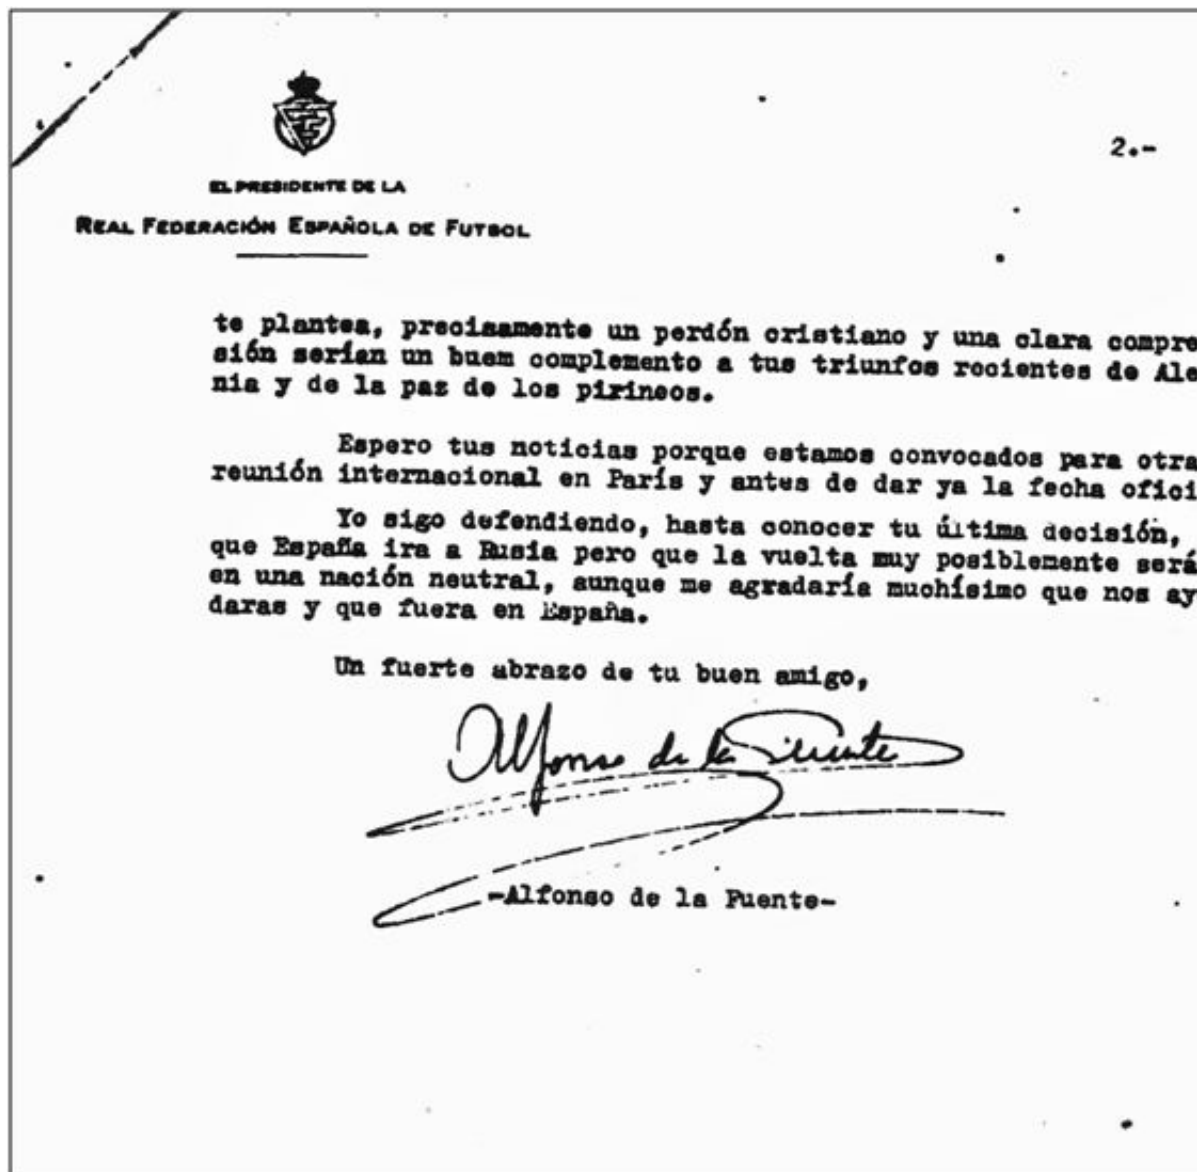 2.-
EL PRESIDENTE DE LA
REAL FEDERACIÓN ESPAÑOLA DE FUTBOL
te plantea, precisamente un perdón cristiano y una clara compre
sión serían un buem complemento a tus triunfos recientes de Ale
nia y de la paz de los pirineos.
Espero tus noticias porque estamos convocados para otra
reunión internacional en París y antes de dar ya la fecha ofici
Yo sigo defendiendo, hasta conocer tu última decisión,
que España ira a Rusia pero que la vuelta muy posiblemente será
en una nación neutral, aunque me agradaría muchísimo que nos ay
daras y que fuera en España.
Un fuerte abrazo de tu buen amigo,
Alfonso de la Puente
-Alfonso de la Puente-